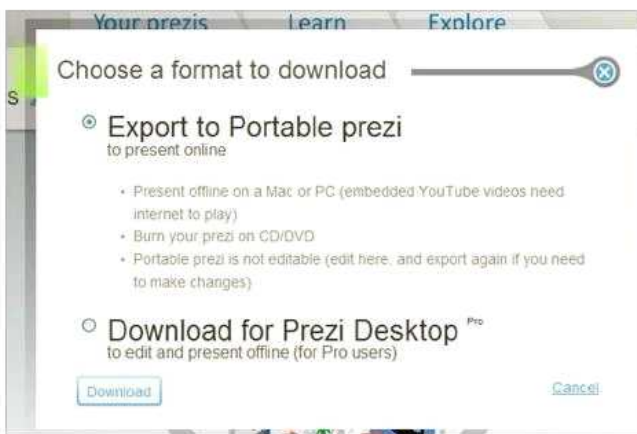 Your prezis Learn Explore
Choose a format to download
s
Export to Portable prezi
to present online
• Present offline on a Mac or PC (embedded YouTube videos need
internet to play)
• Burn your prezi on CD/DVD
• Portable prezi is not editable (edit here, and export again if you need
to make changes)
Download for Prezi Desktop Pro
to edit and present offline (for Pro users)
Download Cancel